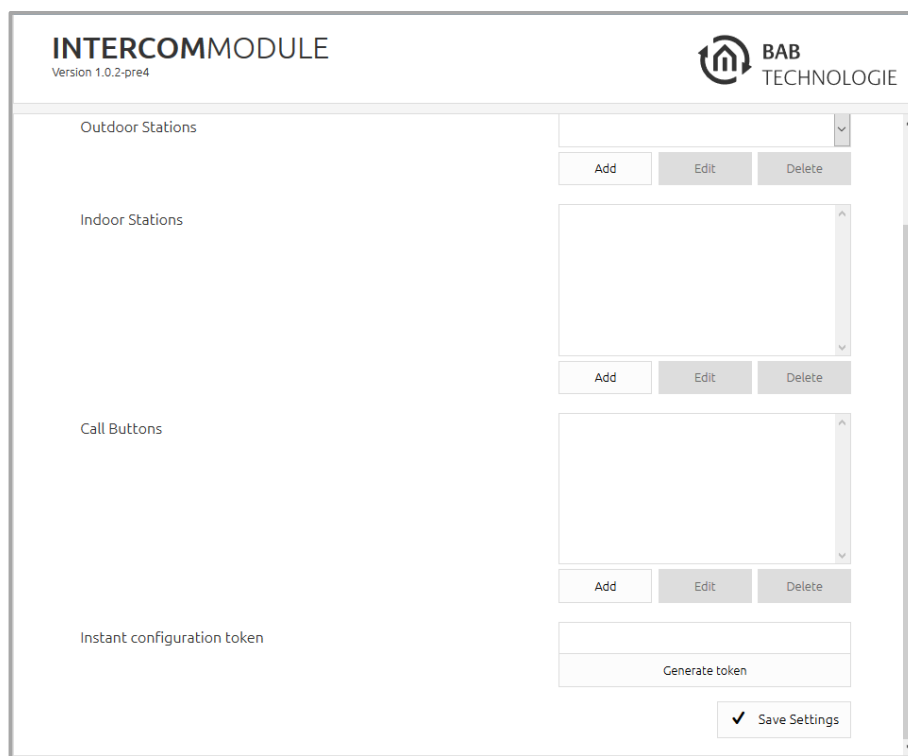 INTERCOMMODULE
Version 1.0.2-pre4
BAB
TECHNOLOGIE
Outdoor Stations
Add Edit Delete
Indoor Stations
Add Edit Delete
Call Buttons
Add Edit Delete
Instant configuration token
Generate token
Save Settings